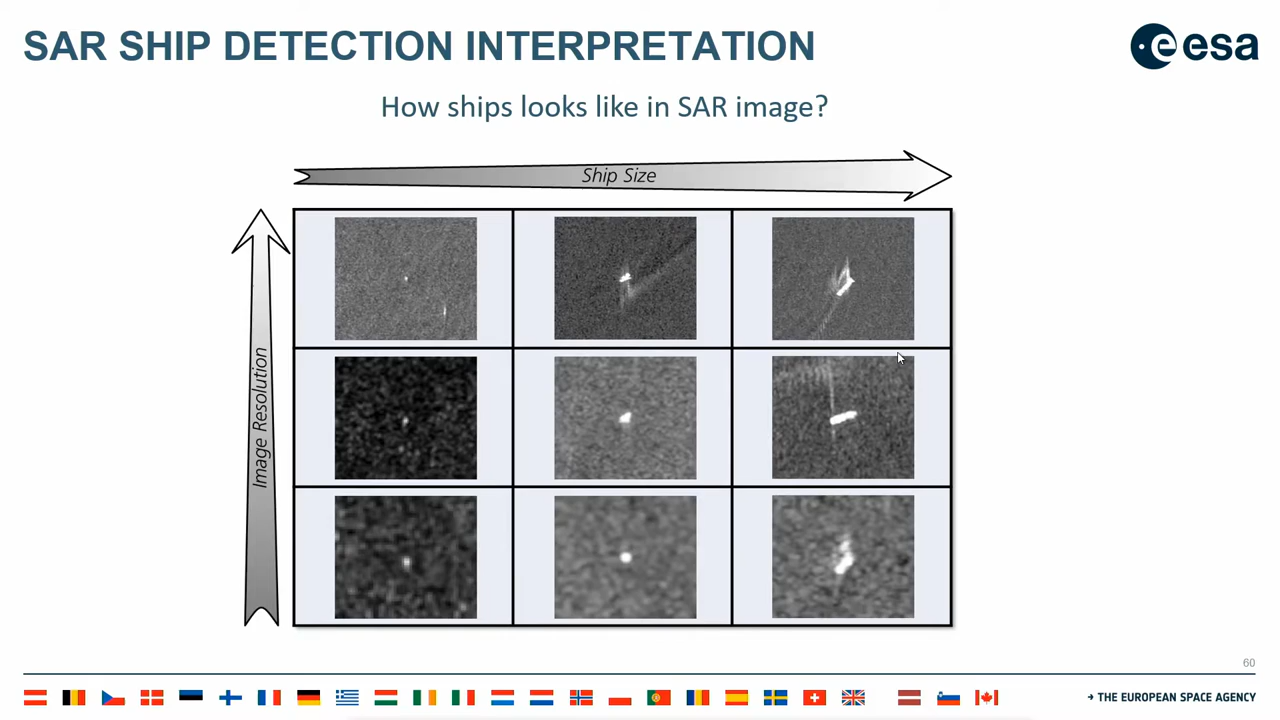 SAR SHIP DETECTION INTERPRETATION
esa
How ships looks like in SAR image?
Ship Size
Image Resolution
60
→ THE EUROPEAN SPACE AGENCY